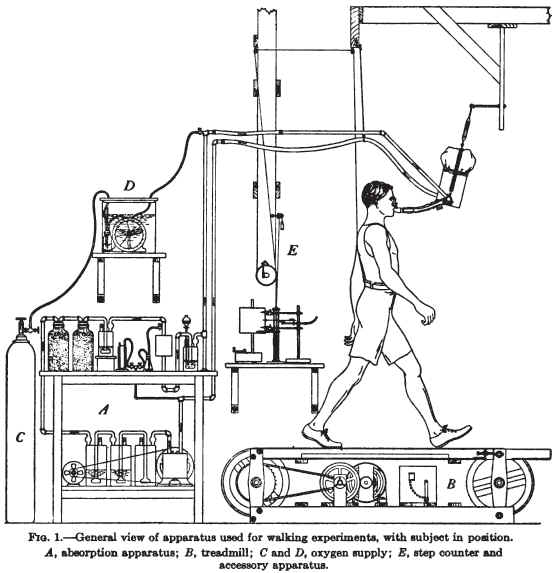 D
E
A
C
B
FIG. 1.—General view of apparatus used for walking experiments, with subject in position.
A, absorption apparatus; B, treadmill; C and D, oxygen supply; E, step counter and
accessory apparatus.